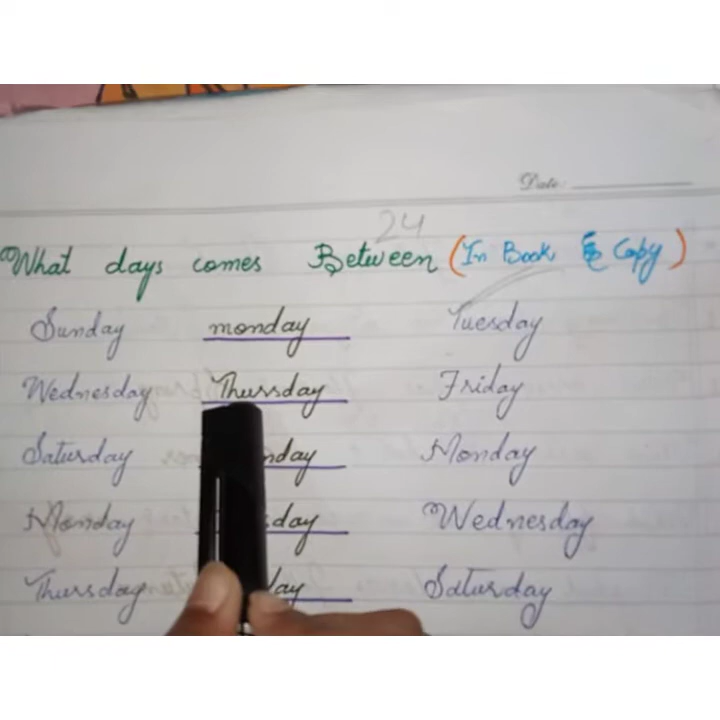 Date:
24
What days comes Between (In Book & Copy)
Sunday monday Tuesday
Wednesday Thursday Friday
Saturday Monday
Monday Wednesday
Thursday Saturday